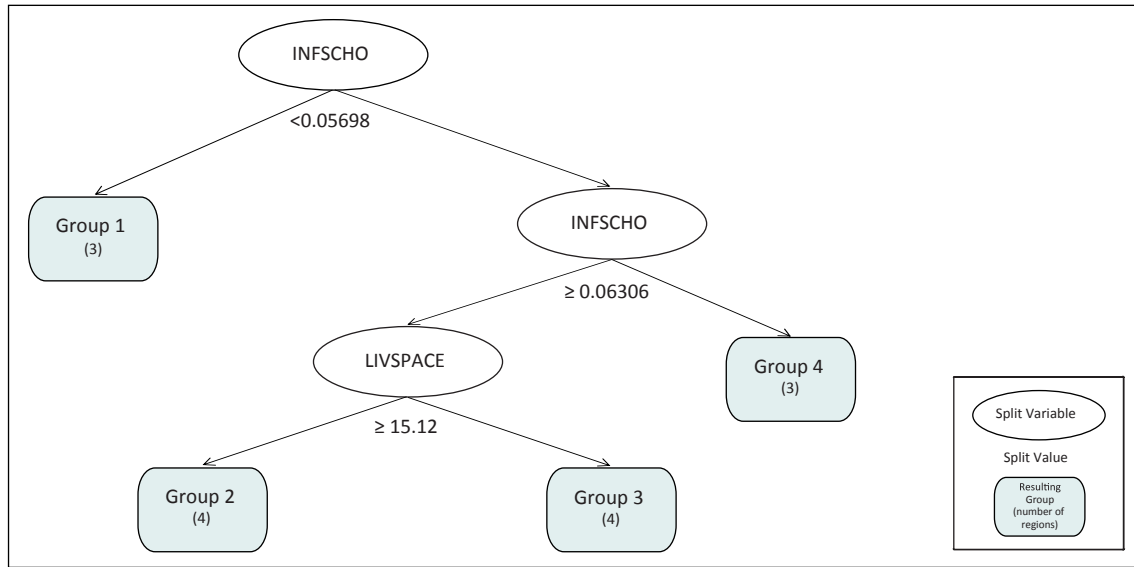 INFSCHO
<0.05698
Group 1
(3)
INFSCHO
≥ 0.06306
LIVSPACE
Group 4
(3)
≥ 15.12
Group 2
(4)
Group 3
(4)
Split Variable
Split Value
Resulting
Group
(number of
regions)